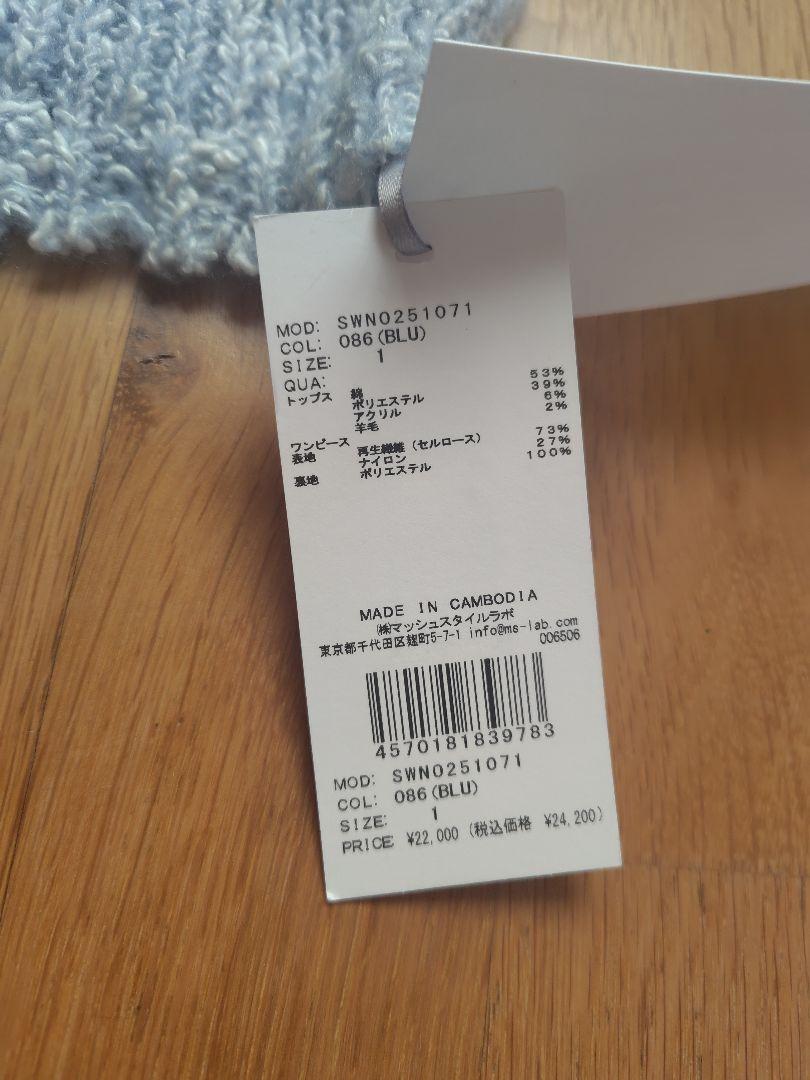 MOD: SWN0251071
COL: 086(BLU)
SIZE: 1
QUA:
トップス 綿 53%
ポリエステル 39%
アクリル 6%
羊毛 2%
ワンピース
表地 再生繊維（セルロース） 73%
ナイロン 27%
裏地 ポリエステル 100%
MADE IN CAMBODIA
㈱マッシュスタイルラボ
東京都千代田区麹町5-7-1 info@ms-lab.com
006506
4570181839783
MOD: SWN0251071
COL: 086(BLU)
SIZE: 1
PRICE ¥22,000 (税込価格 ¥24,200)